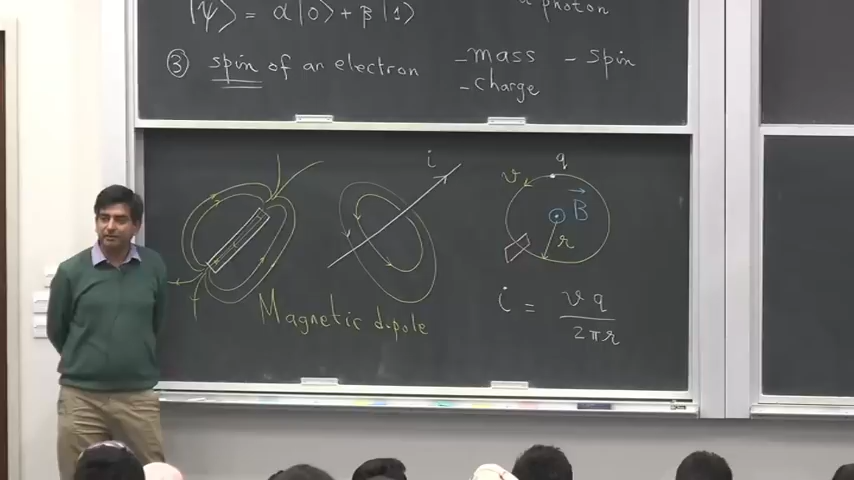 |ψ⟩ = α|0⟩ + β|1⟩
a photon
③ spin of an electron
- mass - spin
- charge
i
q
v
B
r
Magnetic dipole
i = vq / 2πr